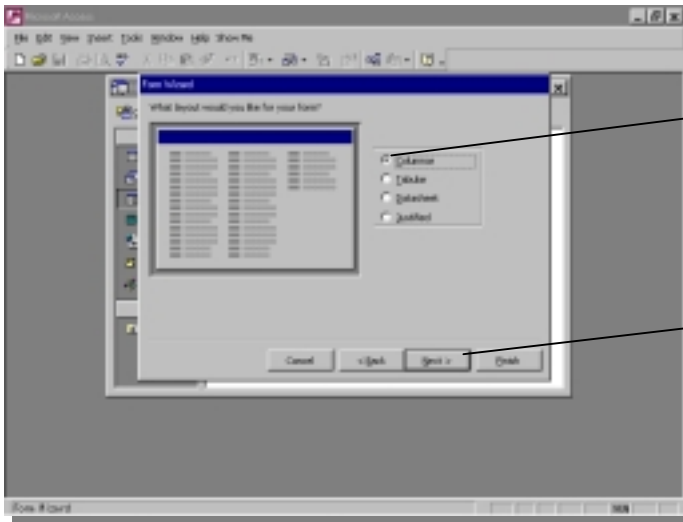 Microsoft Access
File Edit View Insert Tools Window Help Show Me
Form Wizard
What layout would you like for your form?
Columnar
Tabular
Datasheet
Justified
Cancel
< Back
Next >
Finish
Form Wizard
NUM